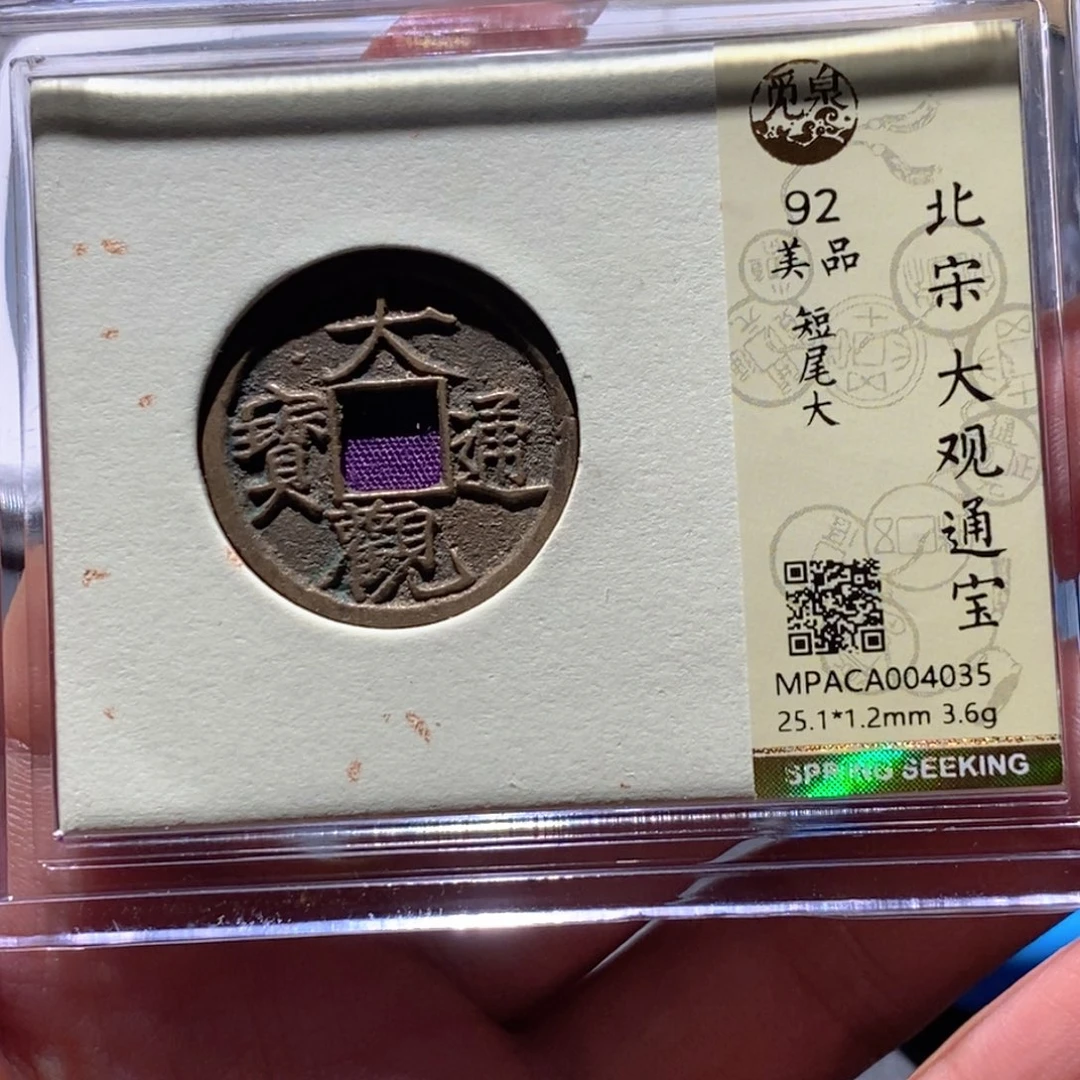 大
通
寶
觀
觅泉
92
美品
短尾大
北宋大观通宝
MPACA004035
25.1*1.2mm 3.6g
SPRING SEEKING